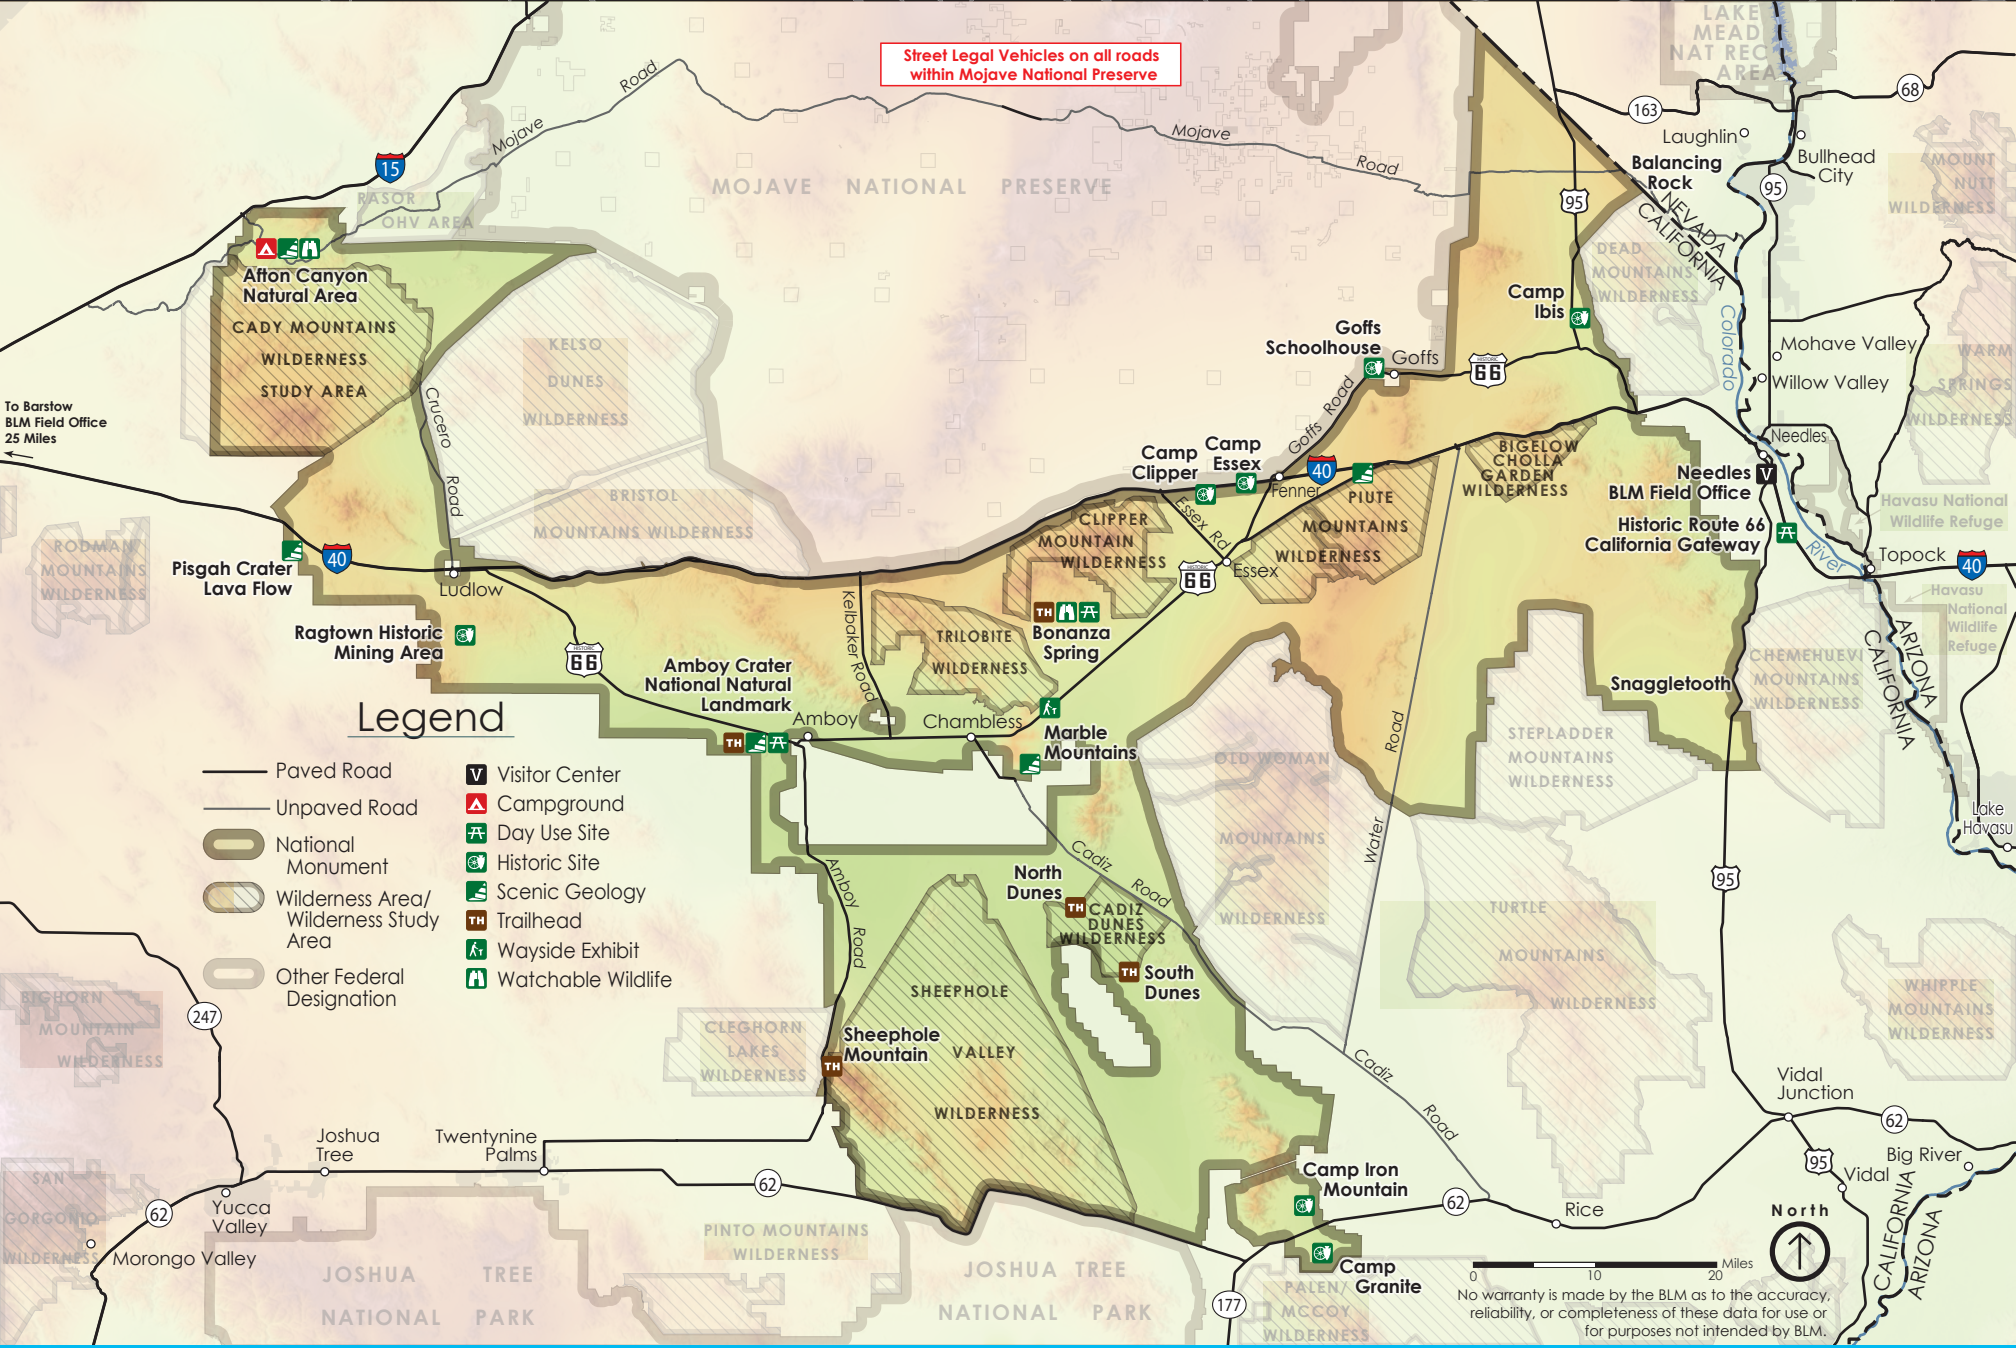 Street Legal Vehicles on all roads
within Mojave National Preserve
LAKE
MEAD
NAT REC
AREA
68
163
Laughlin
Bullhead
City
95
Balancing
Rock
NEVADA
CALIFORNIA
MOUNT
NUTT
WILDERNESS
15
Mojave
Road
Mojave
Road
MOJAVE NATIONAL PRESERVE
RASOR
OHV AREA
95
DEAD
MOUNTAINS
WILDERNESS
Afton Canyon
Natural Area
CADY MOUNTAINS
WILDERNESS
STUDY AREA
KELSO
DUNES
WILDERNESS
Camp
Ibis
Goffs
Schoolhouse
Goffs
HISTORIC
66
Colorado
Mohave Valley
Willow Valley
WARM
SPRINGS
WILDERNESS
To Barstow
BLM Field Office
25 Miles
Crucero
Road
BRISTOL
MOUNTAINS WILDERNESS
Camp
Clipper
Camp
Essex
Goffs
Road
Fenner
40
PIUTE
MOUNTAINS
WILDERNESS
BIGELOW
CHOLLA
GARDEN
WILDERNESS
Needles
Needles
BLM Field Office
V
Historic Route 66
California Gateway
River
Havasu National
Wildlife Refuge
Topock
40
Havasu
National
Wildlife
Refuge
RODMAN
MOUNTAINS
WILDERNESS
Pisgah Crater
Lava Flow
40
Ludlow
Ragtown Historic
Mining Area
HISTORIC
66
CLIPPER
MOUNTAIN
WILDERNESS
Essex Rd
Essex
HISTORIC
66
TH
Bonanza
Spring
TRILOBITE
WILDERNESS
Kelbaker Road
Amboy Crater
National Natural
Landmark
TH
Amboy
Chambless
Marble
Mountains
ARIZONA
CALIFORNIA
CHEMEHUEVI
MOUNTAINS
WILDERNESS
Snaggletooth
STEPLADDER
MOUNTAINS
WILDERNESS
Water
Road
OLD WOMAN
MOUNTAINS
WILDERNESS
Lake
Havasu
Legend
Paved Road
Unpaved Road
National
Monument
Wilderness Area/
Wilderness Study
Area
Other Federal
Designation
V Visitor Center
Campground
Day Use Site
Historic Site
Scenic Geology
TH Trailhead
Wayside Exhibit
Watchable Wildlife
Amboy
Road
Cadiz
Road
North
Dunes
TH
CADIZ
DUNES
WILDERNESS
TH
South
Dunes
95
TURTLE
MOUNTAINS
WILDERNESS
WHIPPLE
MOUNTAINS
WILDERNESS
SHEEPHOLE
VALLEY
WILDERNESS
CLEGHORN
LAKES
WILDERNESS
Sheephole
Mountain
TH
BIGHORN
MOUNTAIN
WILDERNESS
247
Cadiz
Road
Vidal
Junction
62
95
Big River
Vidal
Joshua
Tree
Twentynine
Palms
62
Yucca
Valley
62
Morongo Valley
SAN
GORGONIO
WILDERNESS
JOSHUA TREE
NATIONAL PARK
PINTO MOUNTAINS
WILDERNESS
JOSHUA TREE
NATIONAL PARK
Camp Iron
Mountain
62
Rice
Camp
Granite
PALEN/
MCCOY
WILDERNESS
177
North
CALIFORNIA
ARIZONA
0 10 20 Miles
No warranty is made by the BLM as to the accuracy,
reliability, or completeness of these data for use or
for purposes not intended by BLM.